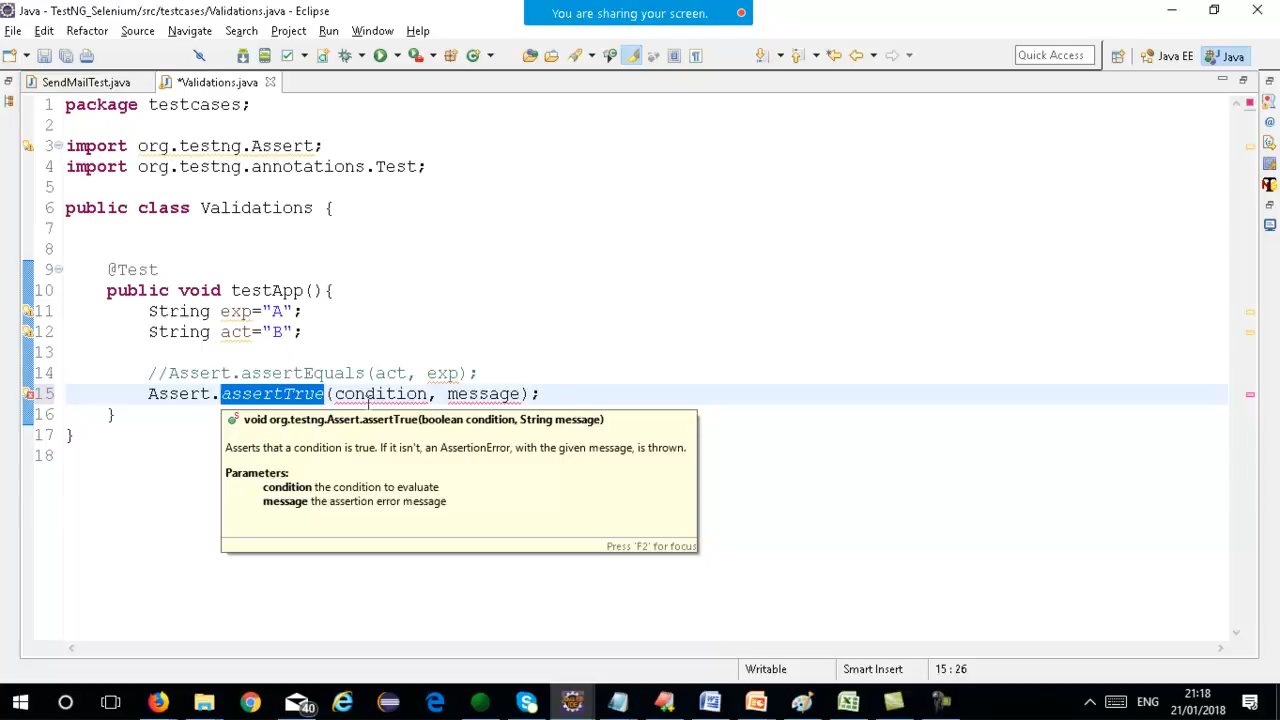 Java - TestNG_Selenium/src/testcases/Validations.java - Eclipse
You are sharing your screen.
File Edit Refactor Source Navigate Search Project Run Window Help
Quick Access Java EE Java
SendMailTest.java *Validations.java
1 package testcases;
2
3 import org.testng.Assert;
4 import org.testng.annotations.Test;
5
6 public class Validations {
7
8
9 @Test
10 public void testApp(){
11 String exp="A";
12 String act="B";
13
14 //Assert.assertEquals(act, exp);
15 Assert.assertTrue(condition, message);
16 }
17 }
18
void org.testng.Assert.assertTrue(boolean condition, String message)
Asserts that a condition is true. If it isn't, an AssertionError, with the given message, is thrown.
Parameters:
condition the condition to evaluate
message the assertion error message
Press 'F2' for focus
Writable Smart Insert 15 : 26
40
ENG
21:18
21/01/2018